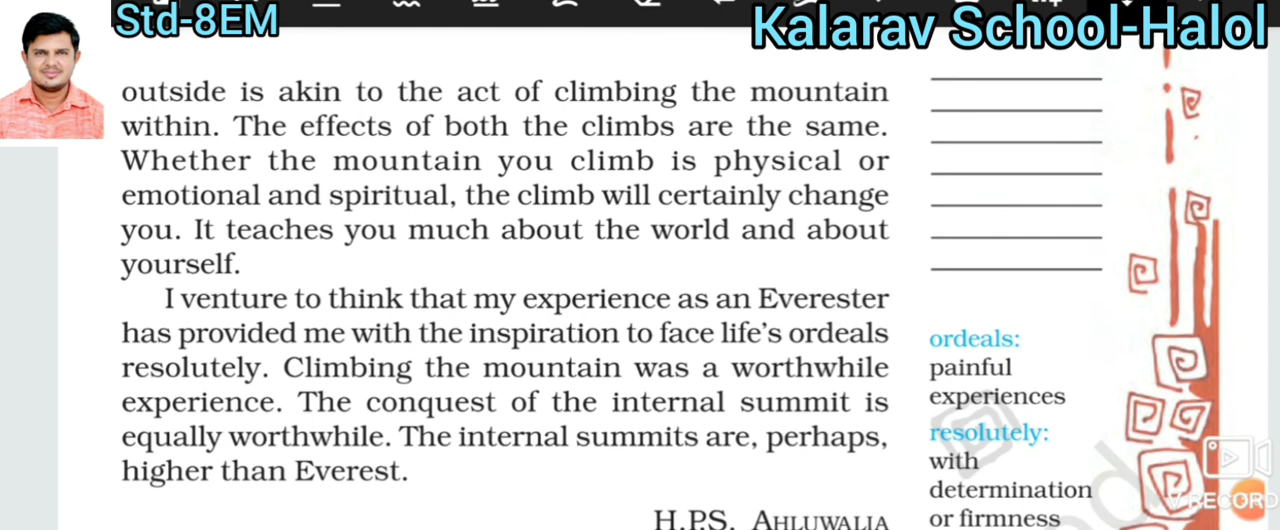 Std-8EM
Kalarav School-Halol
outside is akin to the act of climbing the mountain
within. The effects of both the climbs are the same.
Whether the mountain you climb is physical or
emotional and spiritual, the climb will certainly change
you. It teaches you much about the world and about
yourself.
I venture to think that my experience as an Everester
has provided me with the inspiration to face life's ordeals
resolutely. Climbing the mountain was a worthwhile
experience. The conquest of the internal summit is
equally worthwhile. The internal summits are, perhaps,
higher than Everest.
H.P.S. AHLUWALIA
ordeals:
painful
experiences
resolutely:
with
determination
or firmness
RECORD